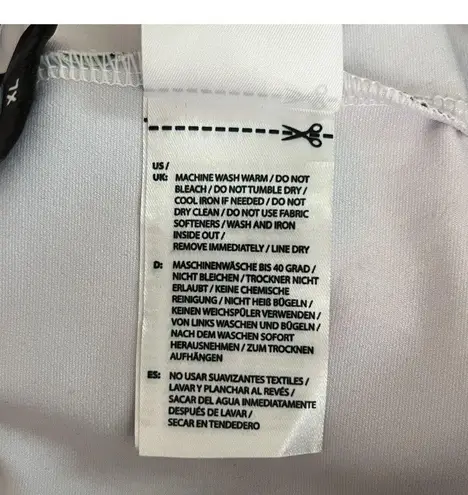 XL
US /
UK: MACHINE WASH WARM / DO NOT
BLEACH / DO NOT TUMBLE DRY /
COOL IRON IF NEEDED / DO NOT
DRY CLEAN / DO NOT USE FABRIC
SOFTENERS / WASH AND IRON
INSIDE OUT /
REMOVE IMMEDIATELY / LINE DRY
D: MASCHINENWÄSCHE BIS 40 GRAD /
NICHT BLEICHEN / TROCKNER NICHT
ERLAUBT / KEINE CHEMISCHE
REINIGUNG / NICHT HEIß BÜGELN /
KEINEN WEICHSPÜLER VERWENDEN /
VON LINKS WASCHEN UND BÜGELN /
NACH DEM WASCHEN SOFORT
HERAUSNEHMEN / ZUM TROCKNEN
AUFHÄNGEN
ES: NO USAR SUAVIZANTES TEXTILES /
LAVAR Y PLANCHAR AL REVÉS /
SACAR DEL AGUA INMEDIATAMENTE
DESPUÉS DE LAVAR /
SECAR EN TENDEDERO